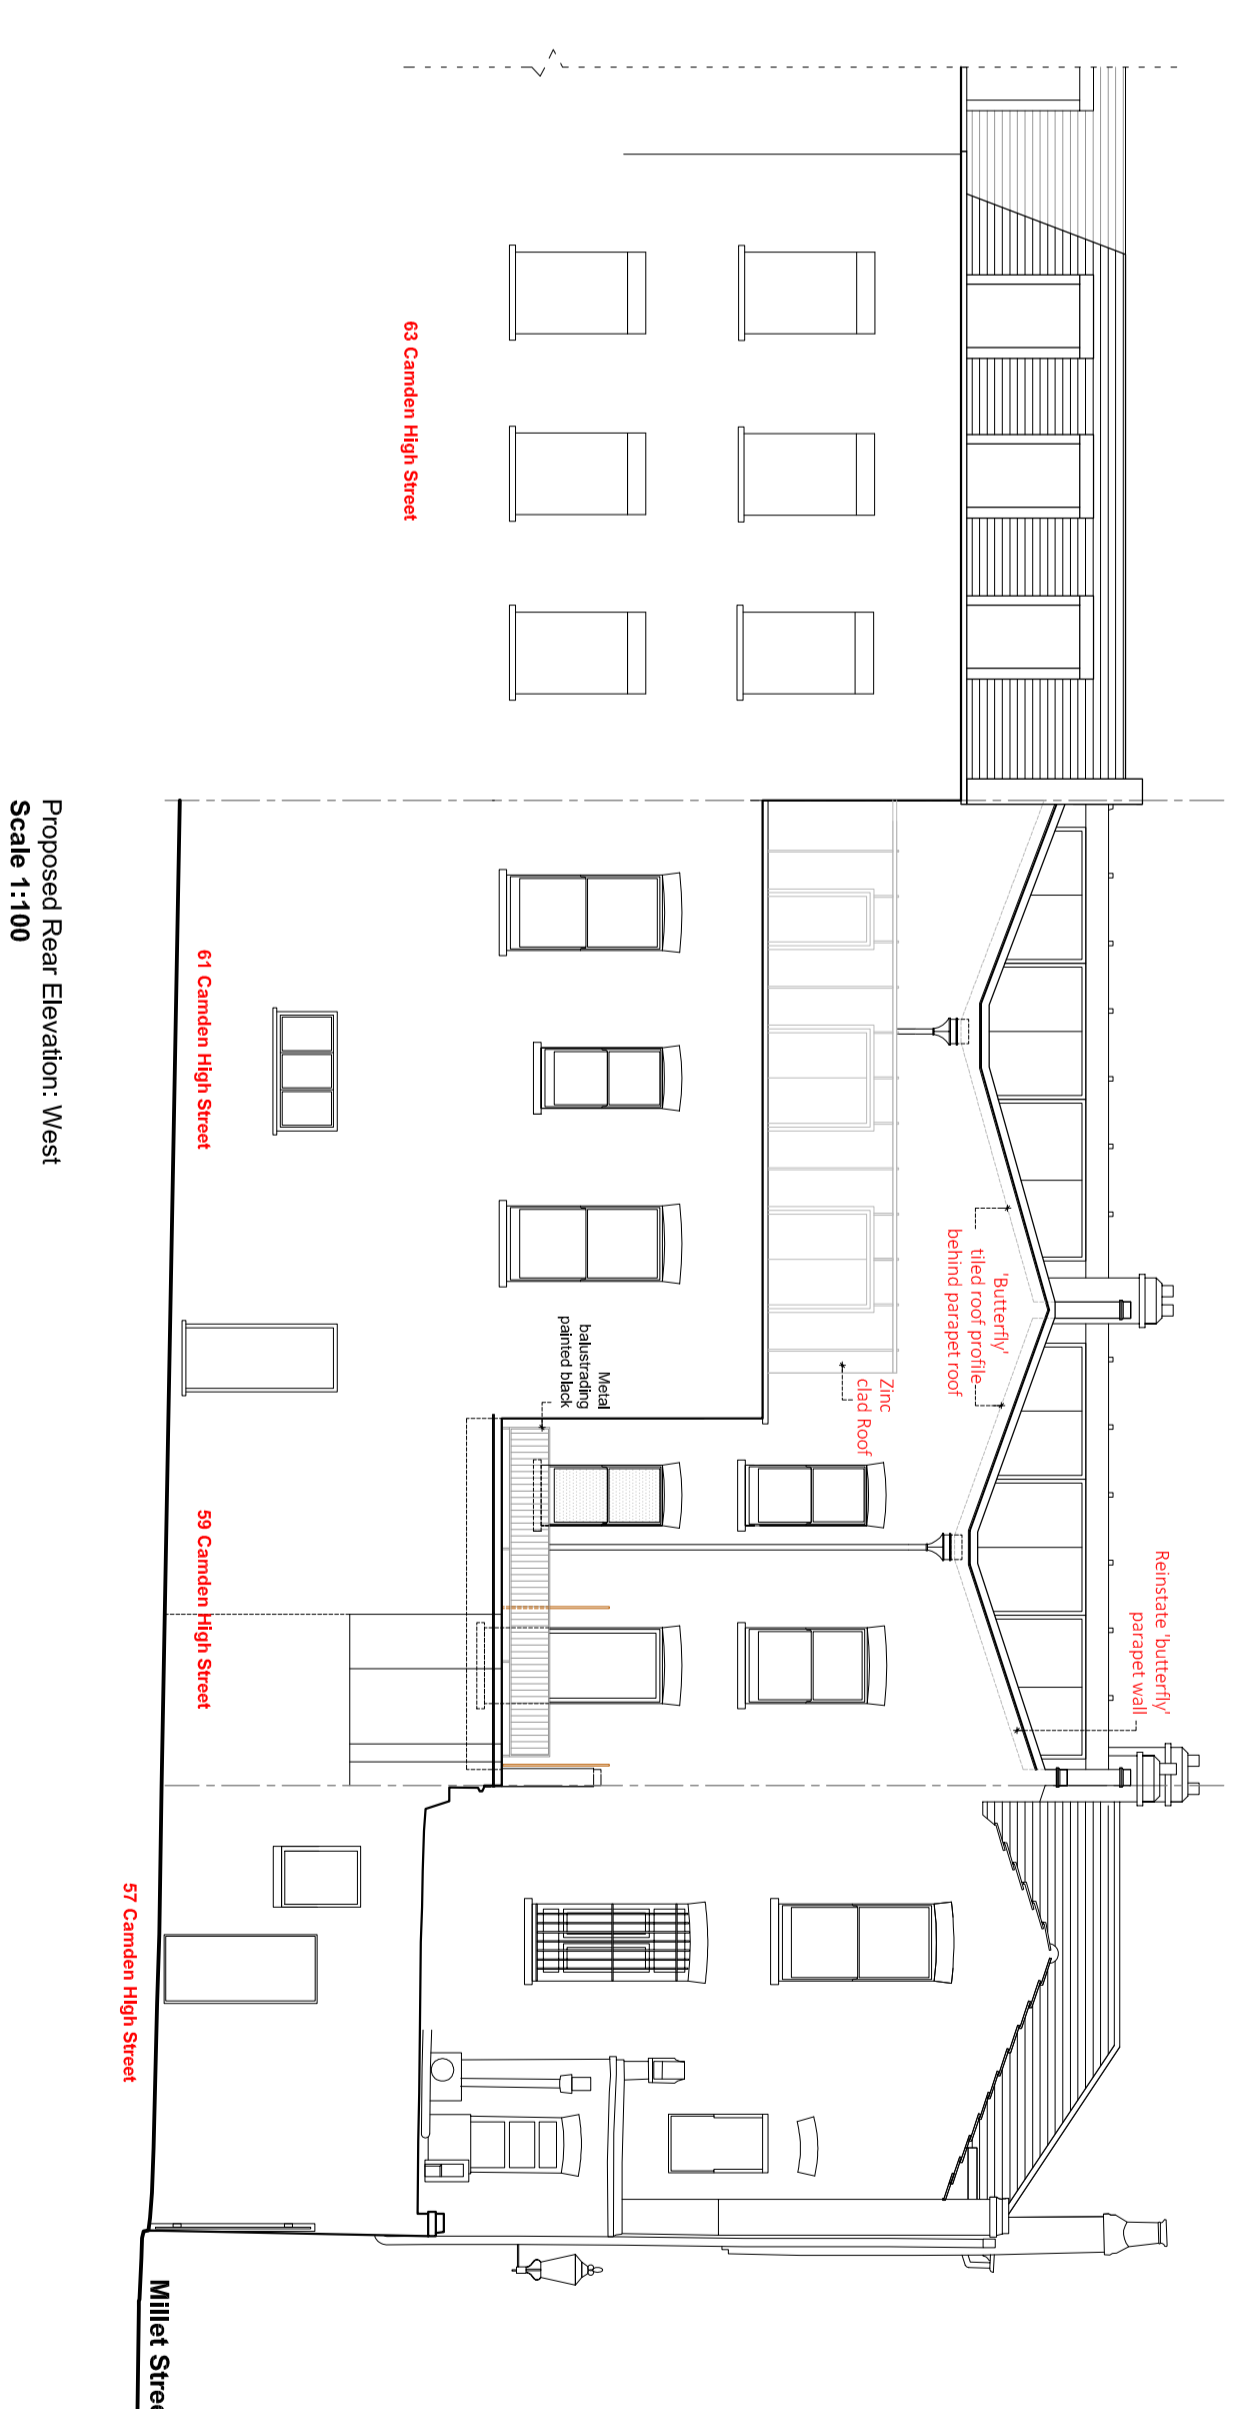 Reinstate 'butterfly'
parapet wall
'Butterfly'
tiled roof profile
behind parapet roof
Zinc
clad Roof
Metal
balustrading
painted black
63 Camden High Street
61 Camden High Street
59 Camden High Street
57 Camden HIgh Street
Millet Stree
Proposed Rear Elevation: West
Scale 1:100